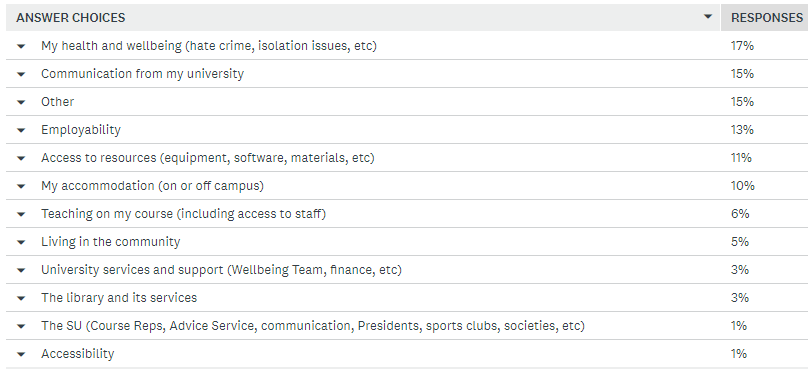 ANSWER CHOICES RESPONSES
My health and wellbeing (hate crime, isolation issues, etc) 17%
Communication from my university 15%
Other 15%
Employability 13%
Access to resources (equipment, software, materials, etc) 11%
My accommodation (on or off campus) 10%
Teaching on my course (including access to staff) 6%
Living in the community 5%
University services and support (Wellbeing Team, finance, etc) 3%
The library and its services 3%
The SU (Course Reps, Advice Service, communication, Presidents, sports clubs, societies, etc) 1%
Accessibility 1%